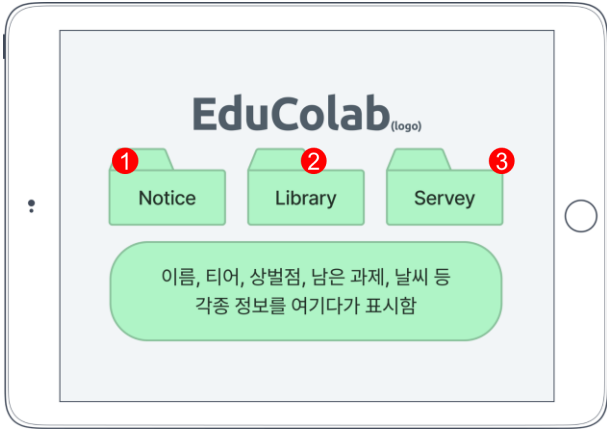 EduColab(logo)
1 2 3
Notice Library Servey
이름, 티어, 상벌점, 남은 과제, 날씨 등
각종 정보를 여기다가 표시함